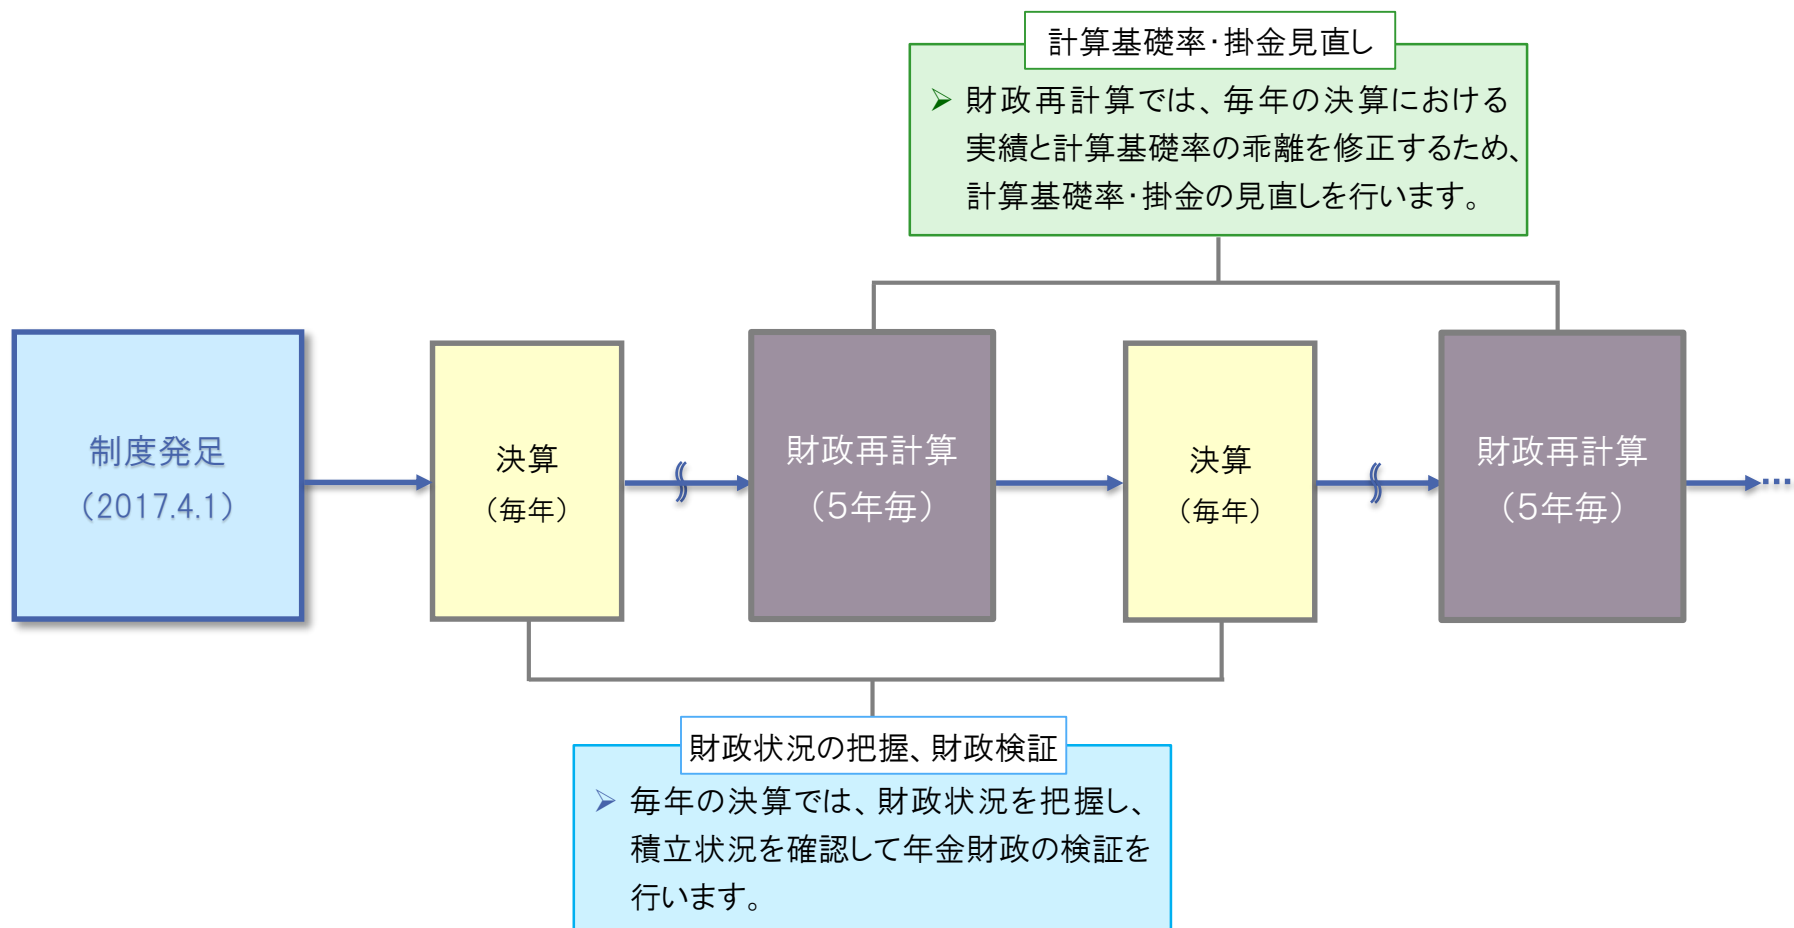 計算基礎率・掛金見直し
➢ 財政再計算では、毎年の決算における
実績と計算基礎率の乖離を修正するため、
計算基礎率・掛金の見直しを行います。
制度発足
（2017.4.1）
決算
（毎年）
財政再計算
（5年毎）
決算
（毎年）
財政再計算
（5年毎）
財政状況の把握、財政検証
➢ 毎年の決算では、財政状況を把握し、
積立状況を確認して年金財政の検証を
行います。